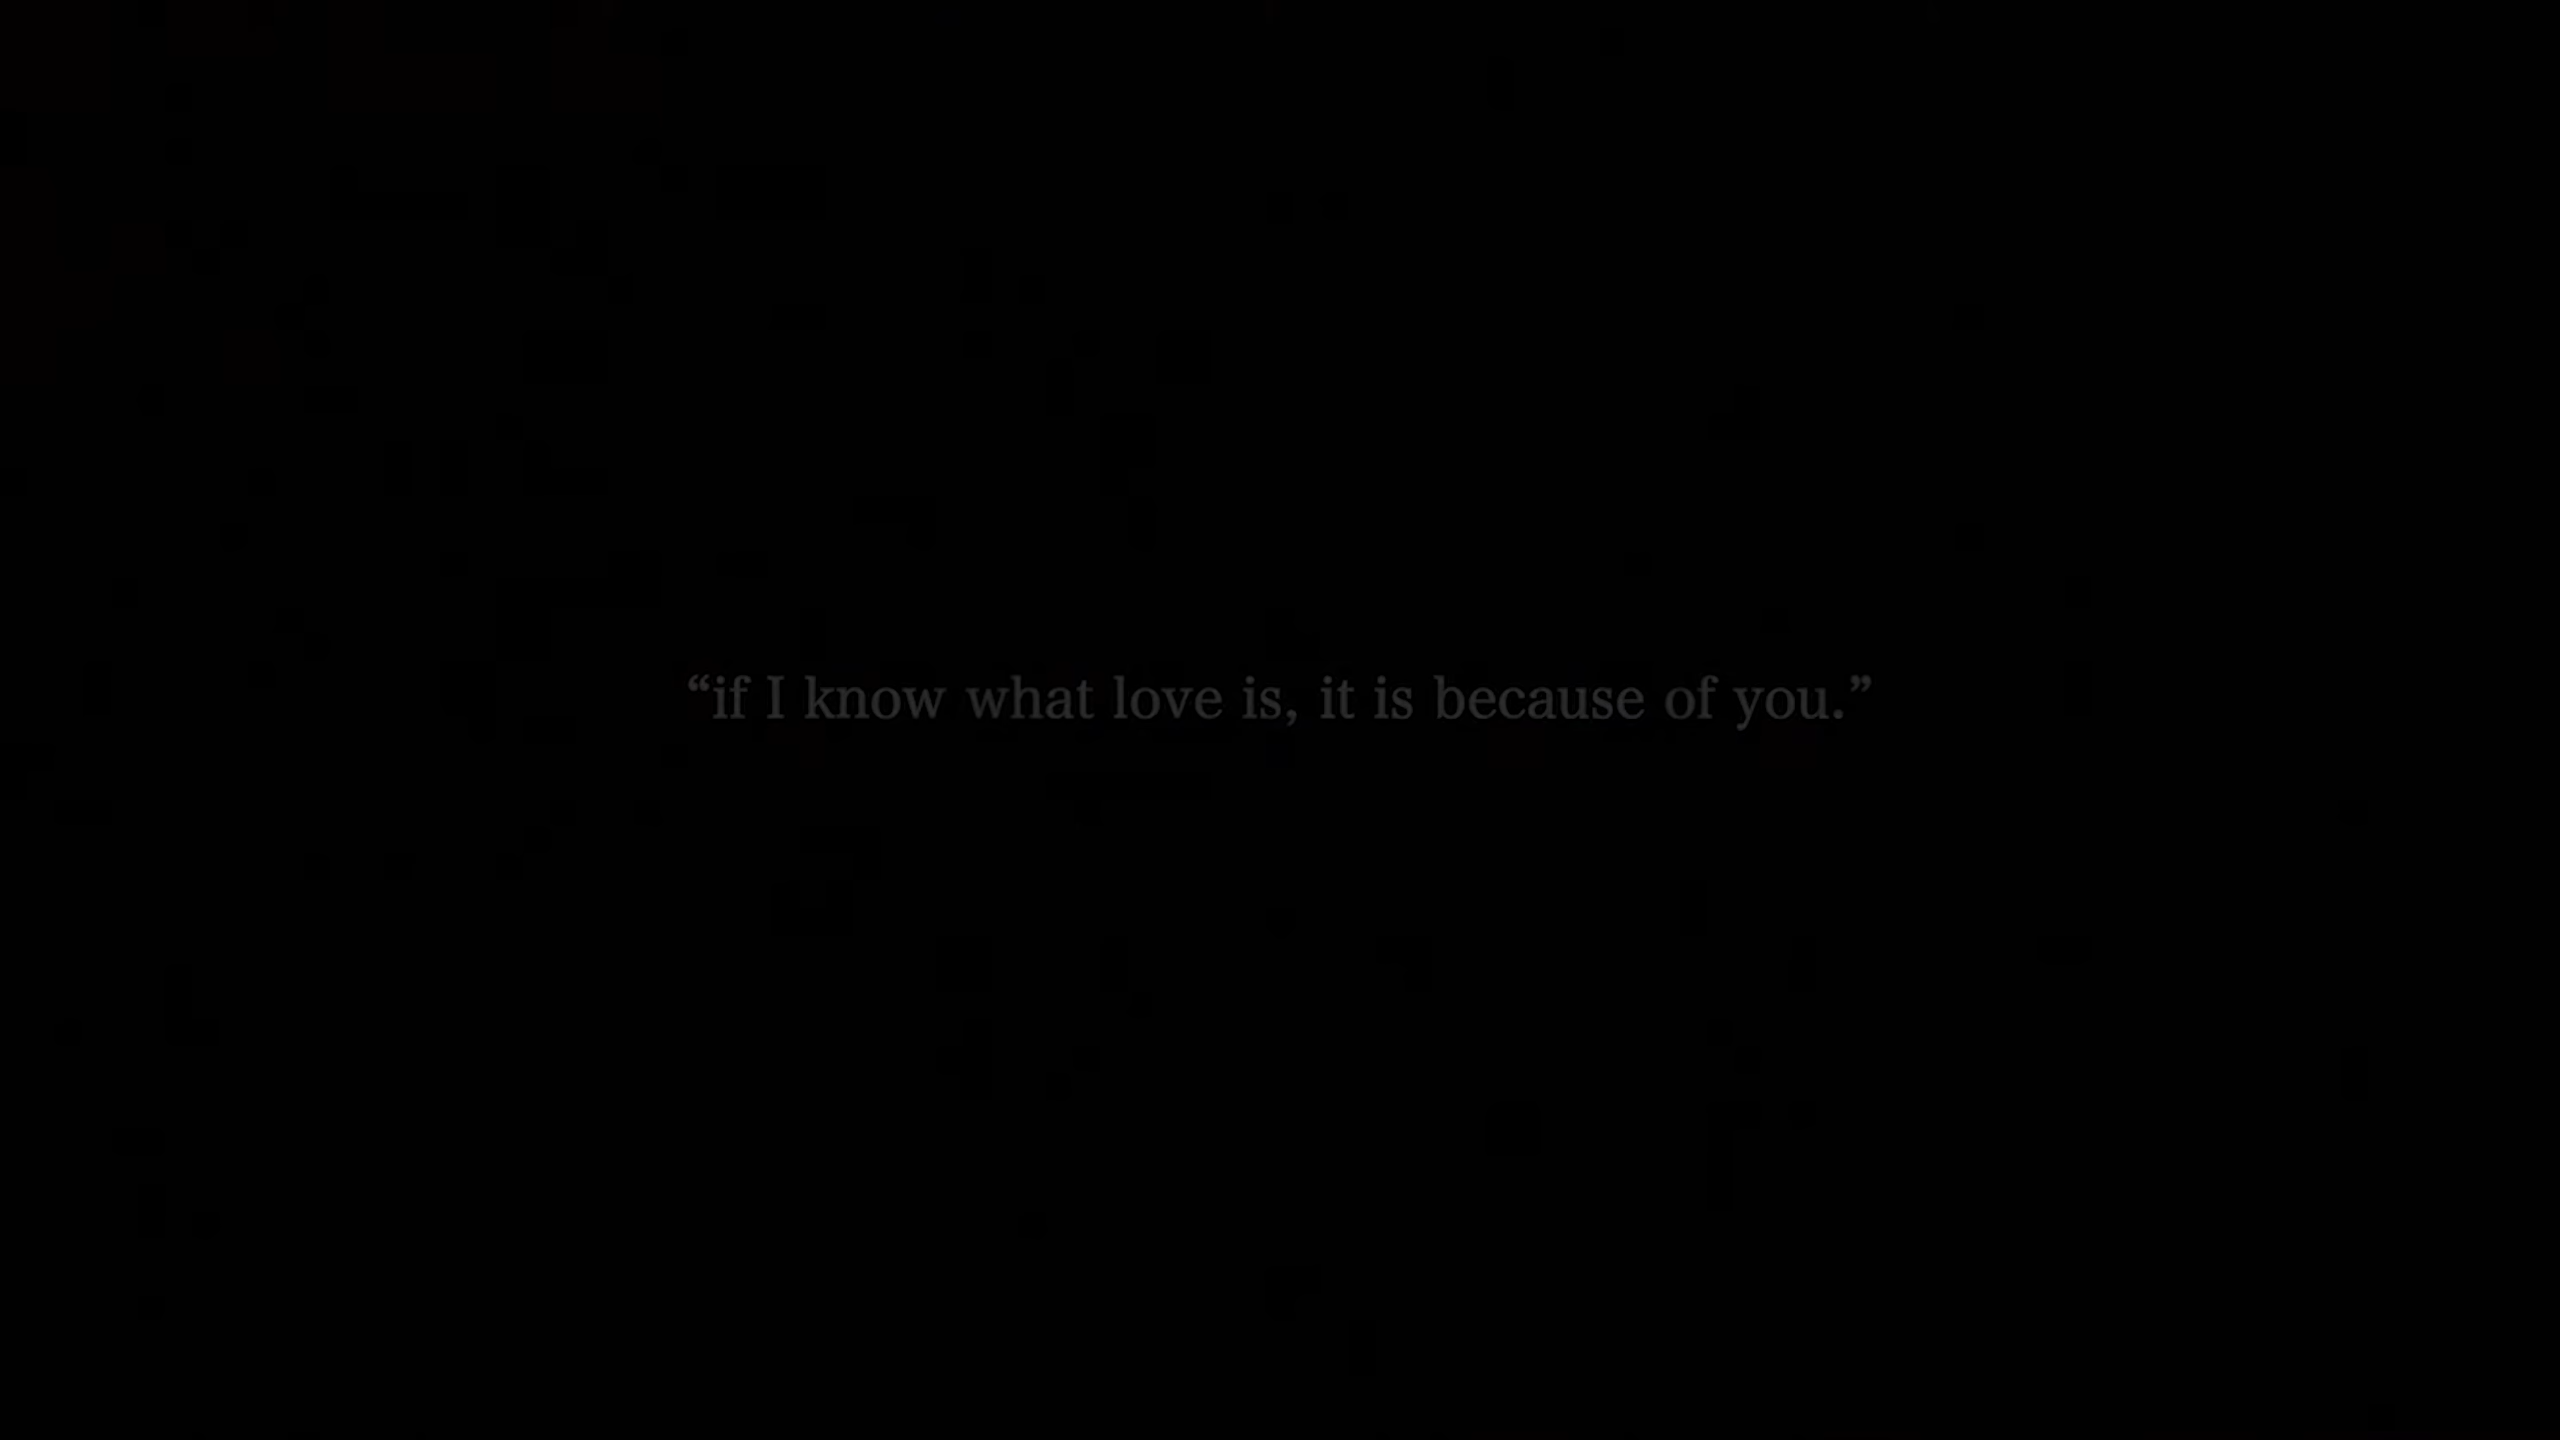 “if I know what love is, it is because of you.”